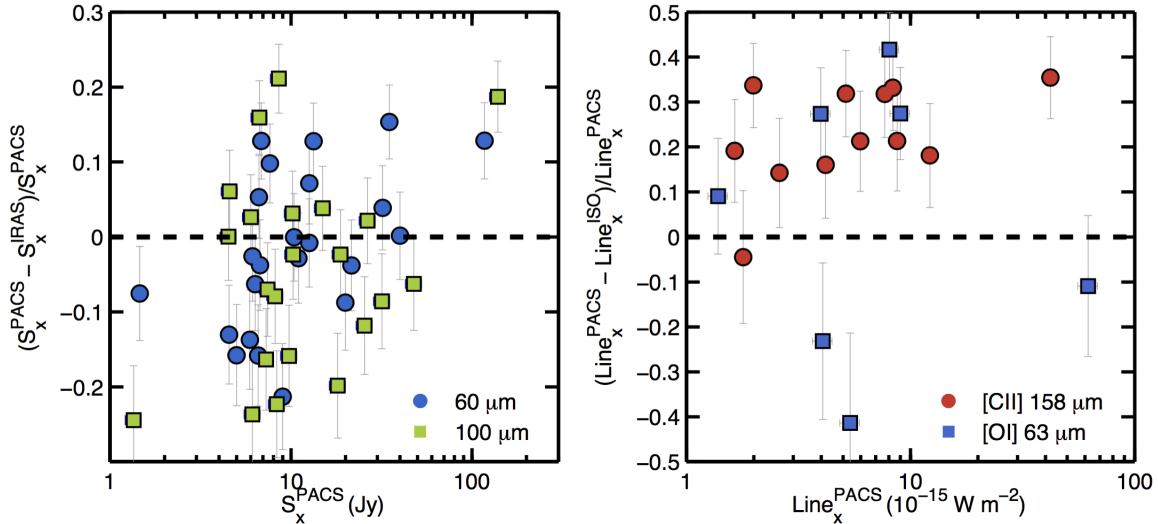 0.3
0.2
0.1
0
−0.1
−0.2
(S_x^PACS − S_x^IRAS)/S_x^PACS
1 10 100
S_x^PACS (Jy)
60 μm
100 μm
0.5
0.4
0.3
0.2
0.1
0
−0.1
−0.2
−0.3
−0.4
−0.5
(Line_x^PACS − Line_x^ISO)/Line_x^PACS
1 10 100
Line_x^PACS (10^−15 W m^−2)
[CII] 158 μm
[OI] 63 μm